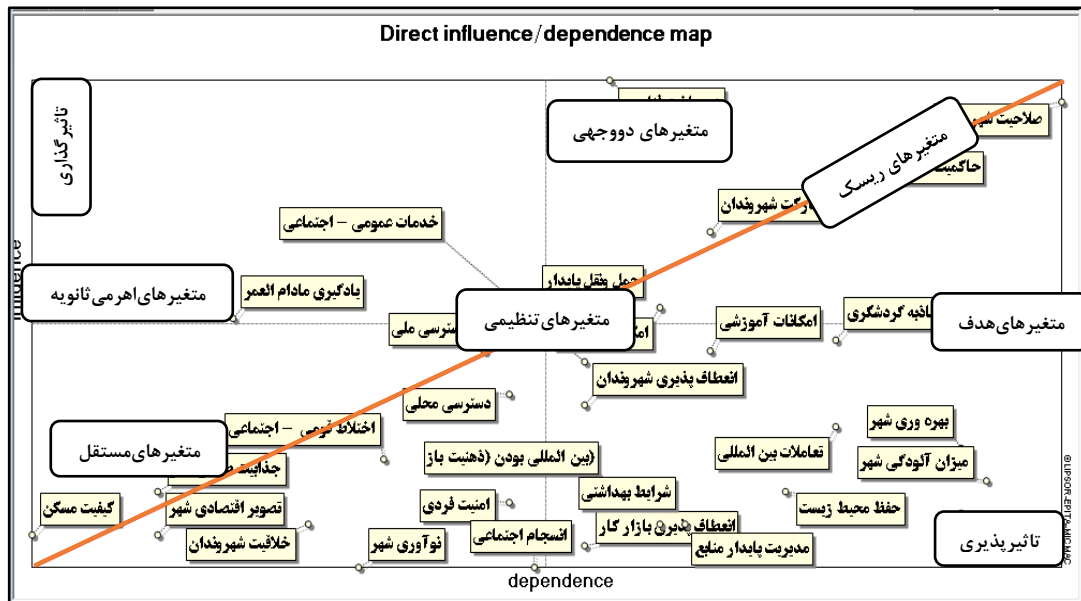 Direct influence/dependence map
تاثیرگذاری
متغیرهای دووجهی
صلاحیت
متغیرهای ریسک
شهروندان
خدمات عمومی – اجتماعی
حمل ونقل پایدار
یادگیری مادام العمر
متغیرهای اهرمی ثانویه
متغیرهای تنظیمی
ملی
امکانات آموزشی
گردشگری
متغیرهای هدف
انعطاف پذیری شهروندان
دسترسی محلی
اختلاط قومی – اجتماعی
متغیرهای مستقل
جذابیت
بهره وری شهر
تعاملات بین المللی
میزان آلودگی شهر
(بین المللی بودن (ذهنیت باز
شرایط بهداشتی
کیفیت مسکن
تصویر اقتصادی شهر
امنیت فردی
حفظ محیط زیست
خلاقیت شهروندان
نوآوری شهر
انسجام اجتماعی
انعطاف پذیری بازار کار
مدیریت پایدار منابع
تاثیرپذیری
dependence
© LIPSOR-EPITA-MICMAC